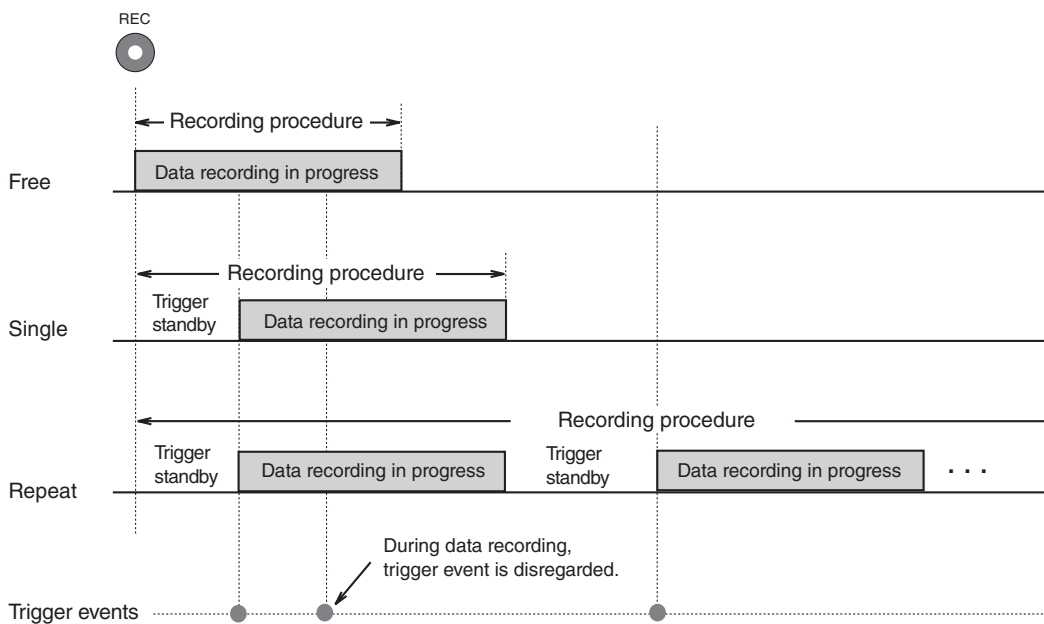 REC
Recording procedure
Data recording in progress
Free
Recording procedure
Trigger
standby
Data recording in progress
Single
Recording procedure
Trigger
standby
Data recording in progress
Trigger
standby
Data recording in progress
. . .
Repeat
During data recording,
trigger event is disregarded.
Trigger events